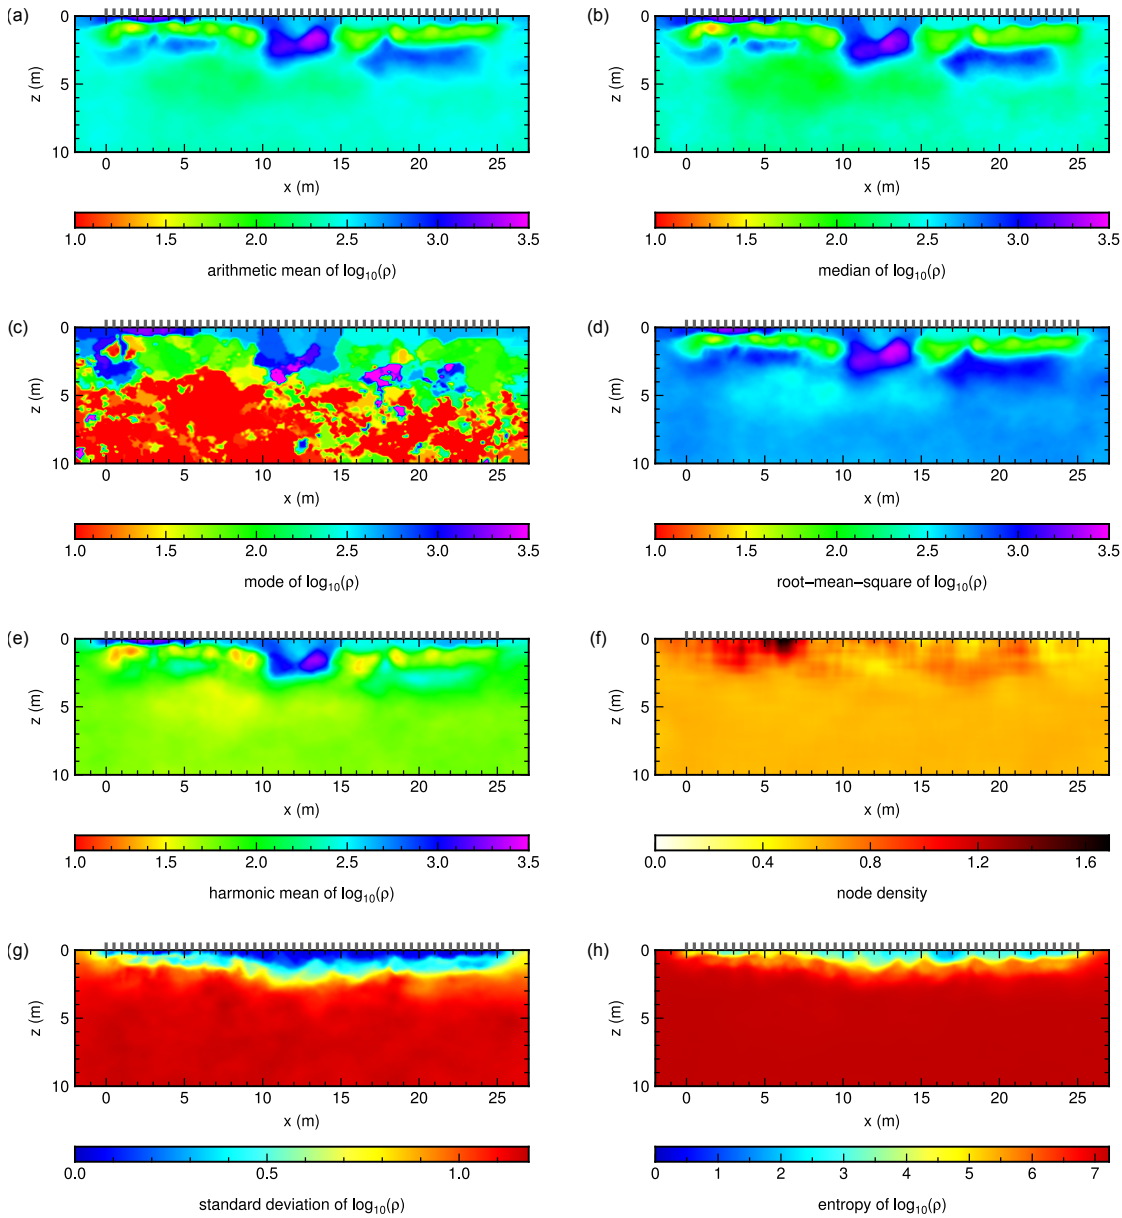 (a) (b)
0 0
5 5
10 10
z (m) z (m)
0 5 10 15 20 25 0 5 10 15 20 25
x (m) x (m)
1.0 1.5 2.0 2.5 3.0 3.5 1.0 1.5 2.0 2.5 3.0 3.5
arithmetic mean of log₁₀(ρ) median of log₁₀(ρ)
(c) (d)
0 0
5 5
10 10
z (m) z (m)
0 5 10 15 20 25 0 5 10 15 20 25
x (m) x (m)
1.0 1.5 2.0 2.5 3.0 3.5 1.0 1.5 2.0 2.5 3.0 3.5
mode of log₁₀(ρ) root−mean−square of log₁₀(ρ)
(e) (f)
0 0
5 5
10 10
z (m) z (m)
0 5 10 15 20 25 0 5 10 15 20 25
x (m) x (m)
1.0 1.5 2.0 2.5 3.0 3.5 0.0 0.4 0.8 1.2 1.6
harmonic mean of log₁₀(ρ) node density
(g) (h)
0 0
5 5
10 10
z (m) z (m)
0 5 10 15 20 25 0 5 10 15 20 25
x (m) x (m)
0.0 0.5 1.0 0 1 2 3 4 5 6 7
standard deviation of log₁₀(ρ) entropy of log₁₀(ρ)